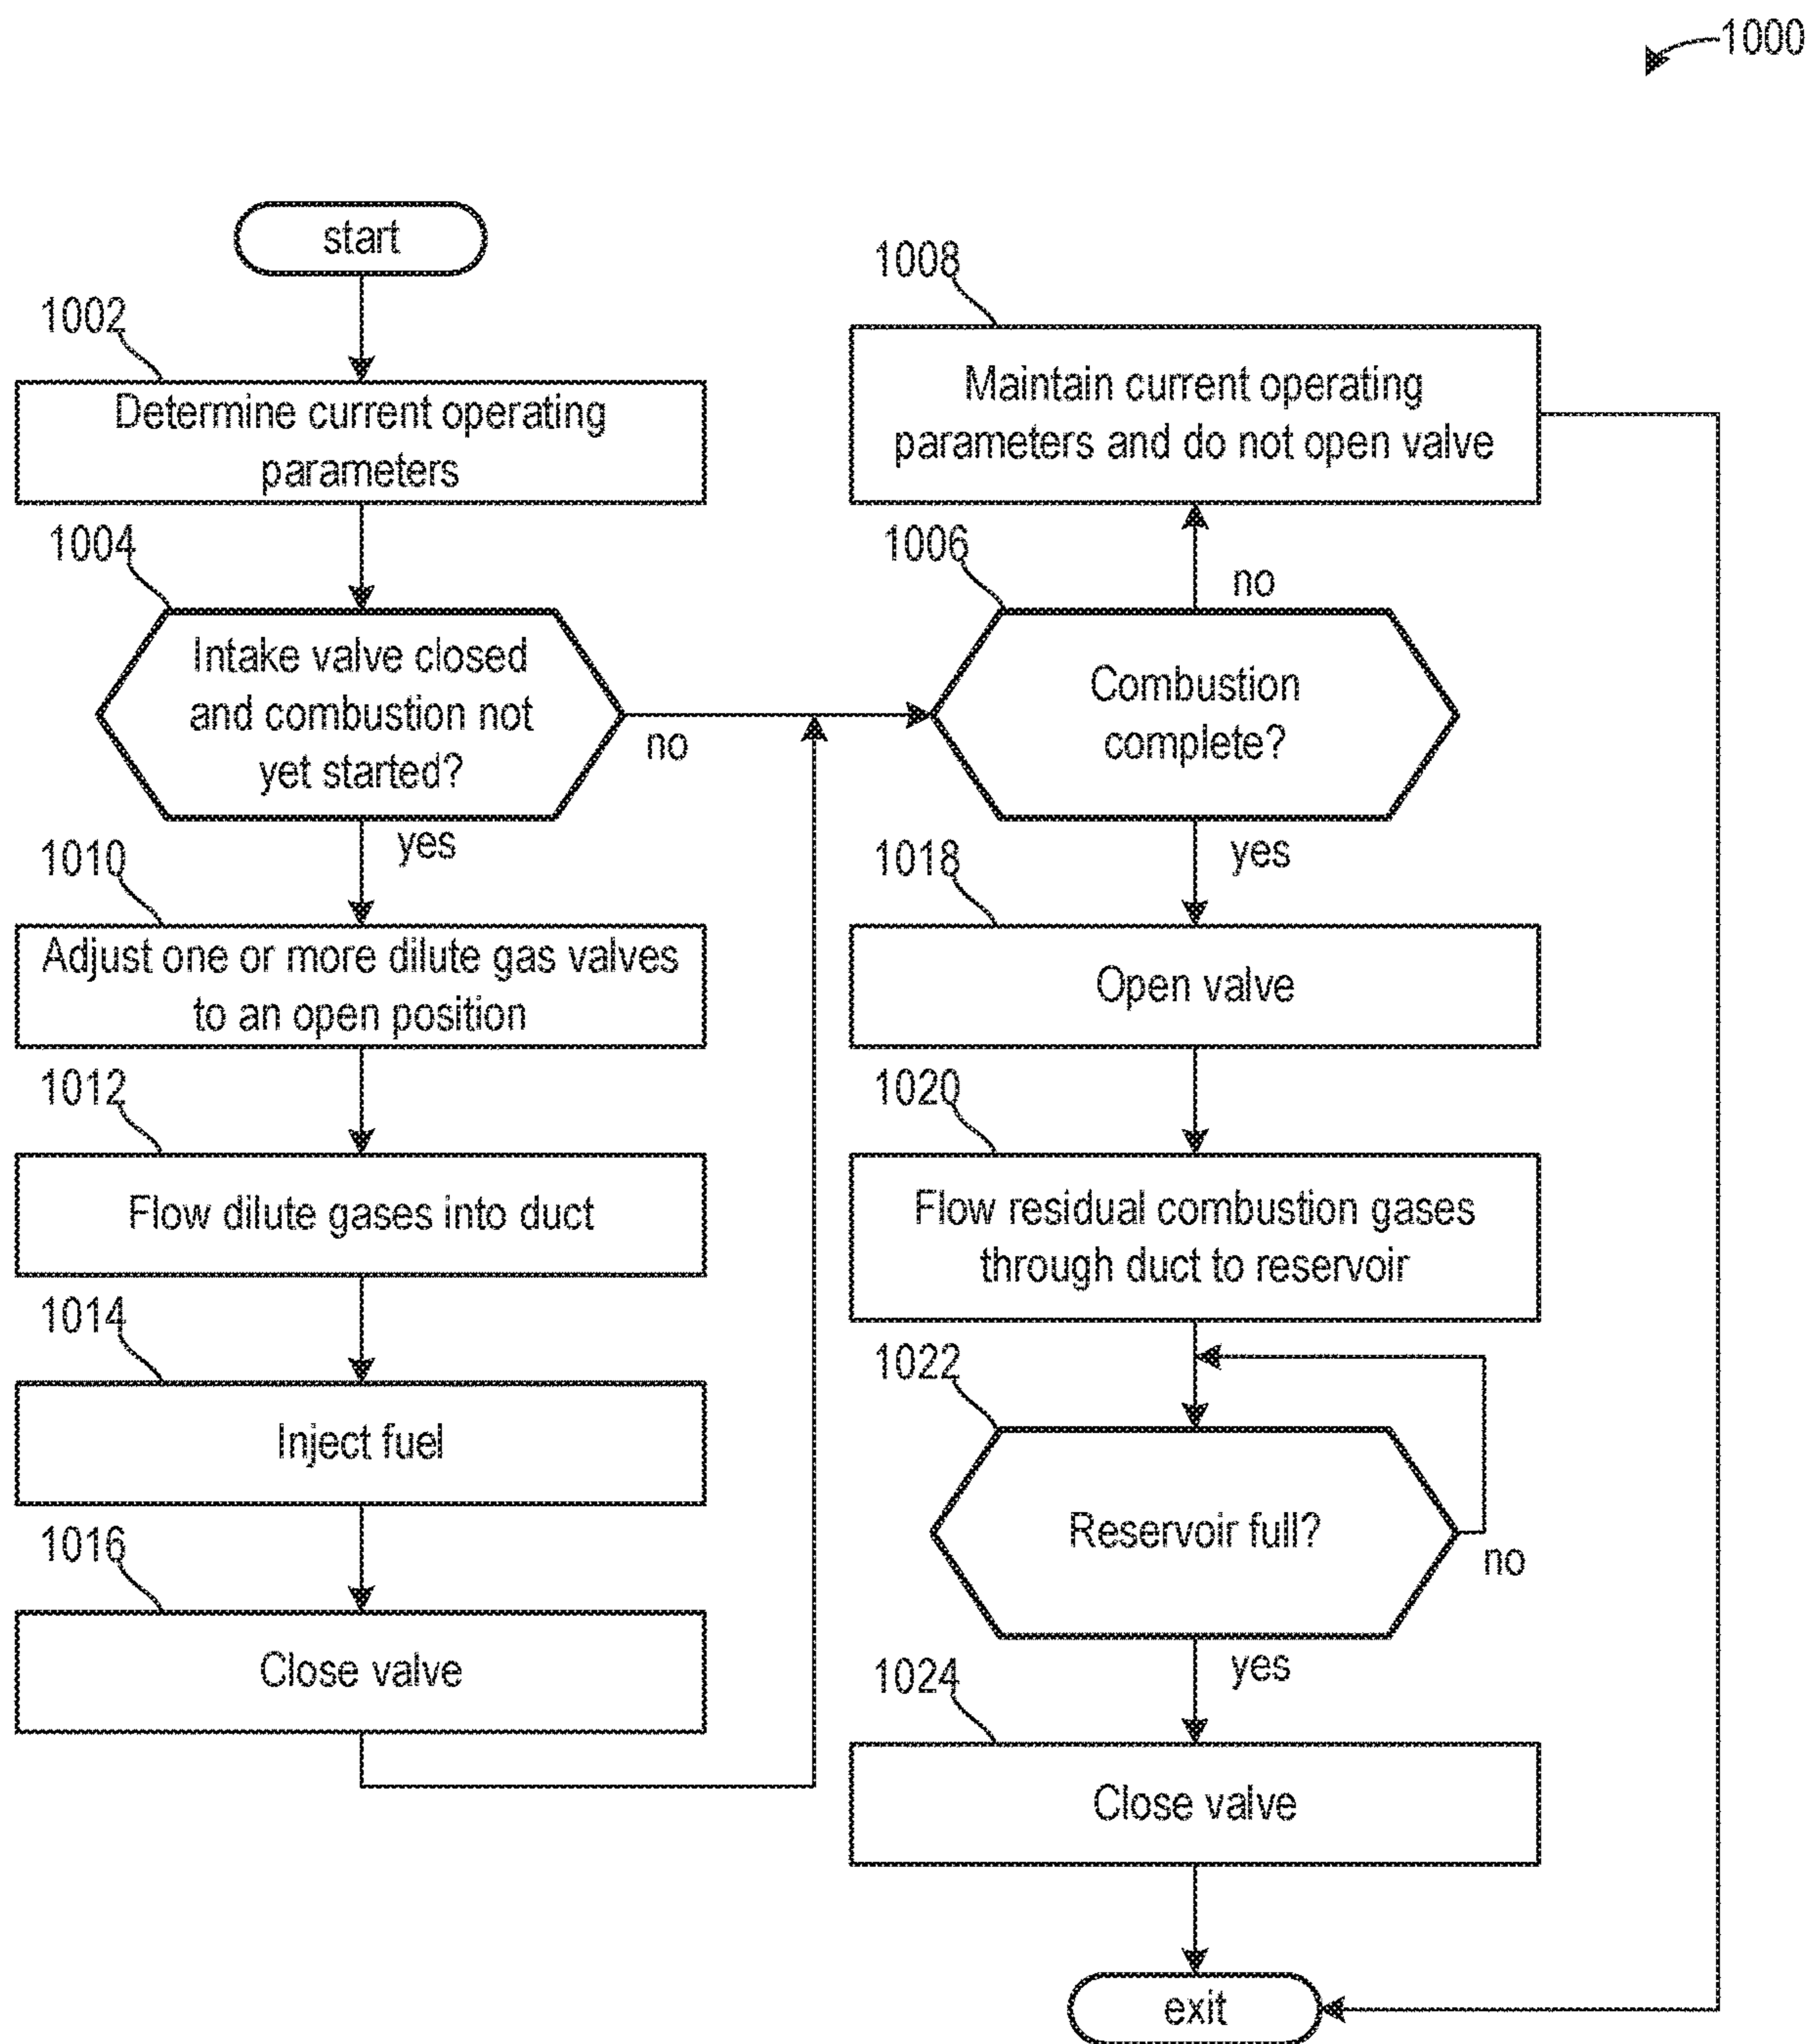 1000
start
1002
Determine current operating
parameters
1004
Intake valve closed
and combustion not
yet started?
no
yes
1010
Adjust one or more dilute gas valves
to an open position
1012
Flow dilute gases into duct
1014
Inject fuel
1016
Close valve
1008
Maintain current operating
parameters and do not open valve
1006
no
Combustion
complete?
yes
1018
Open valve
1020
Flow residual combustion gases
through duct to reservoir
1022
Reservoir full?
no
yes
1024
Close valve
exit